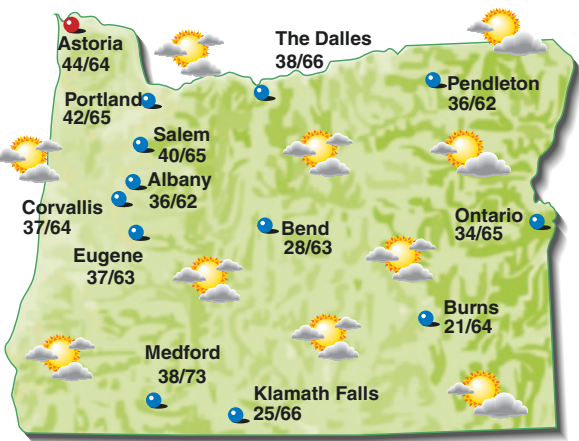 Astoria
44/64
The Dalles
38/66
Pendleton
36/62
Portland
42/65
Salem
40/65
Albany
36/62
Corvallis
37/64
Eugene
37/63
Bend
28/63
Ontario
34/65
Burns
21/64
Medford
38/73
Klamath Falls
25/66